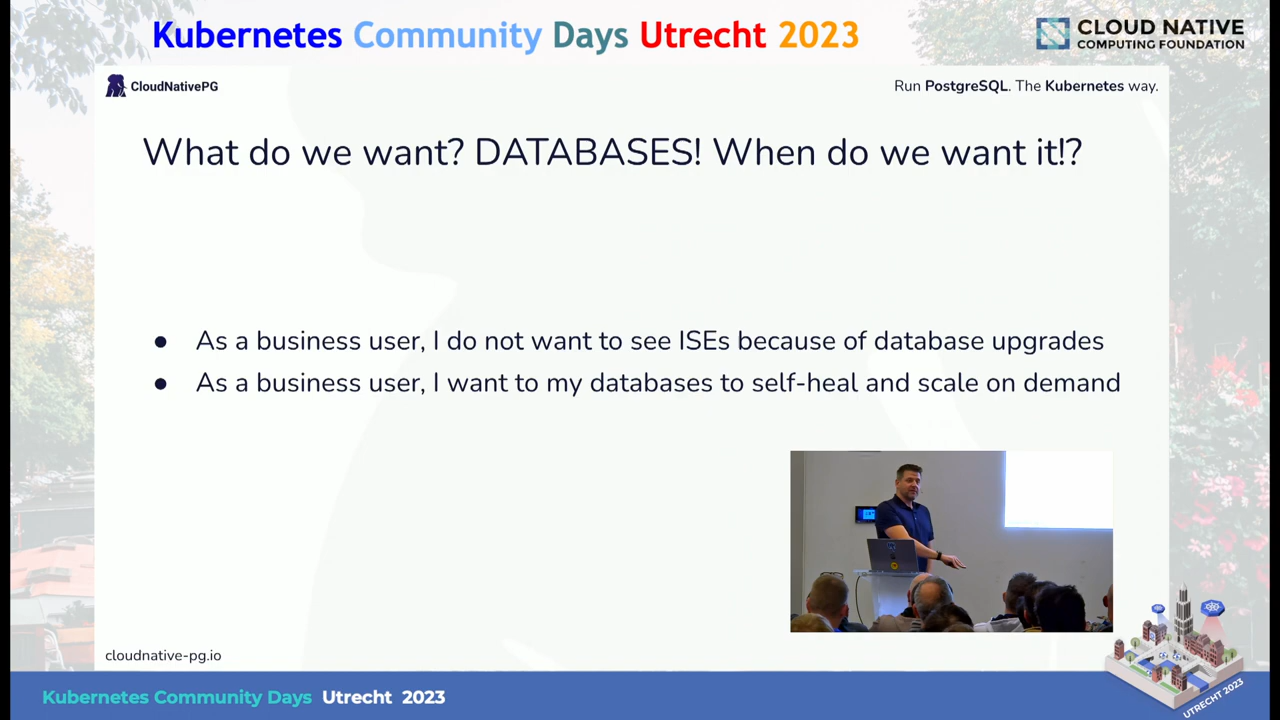 Kubernetes Community Days Utrecht 2023
CLOUD NATIVE
COMPUTING FOUNDATION
CloudNativePG
Run PostgreSQL. The Kubernetes way.
What do we want? DATABASES! When do we want it!?
● As a business user, I do not want to see ISEs because of database upgrades
● As a business user, I want to my databases to self-heal and scale on demand
cloudnative-pg.io
UTRECHT 2023
Kubernetes Community Days Utrecht 2023